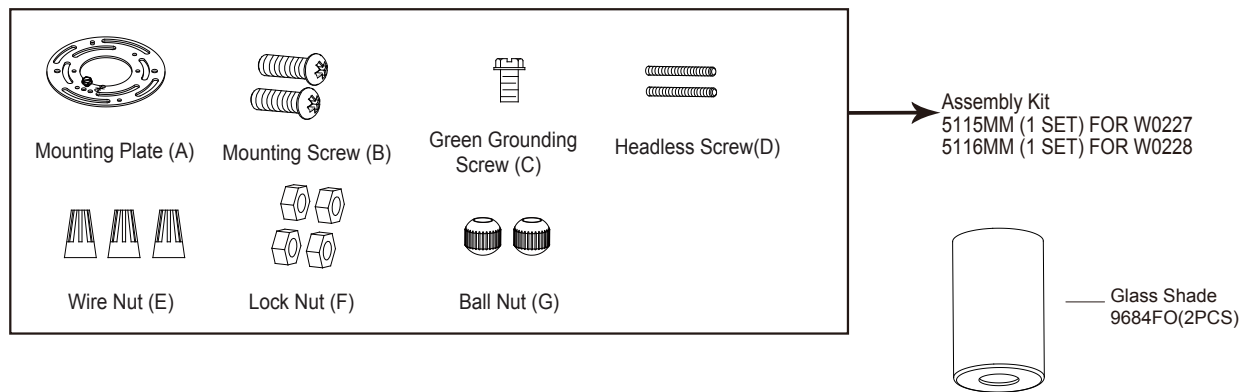 Mounting Plate (A)
Mounting Screw (B)
Green Grounding
Screw (C)
Headless Screw(D)
Wire Nut (E)
Lock Nut (F)
Ball Nut (G)
Assembly Kit
5115MM (1 SET) FOR W0227
5116MM (1 SET) FOR W0228
Glass Shade
9684FO(2PCS)